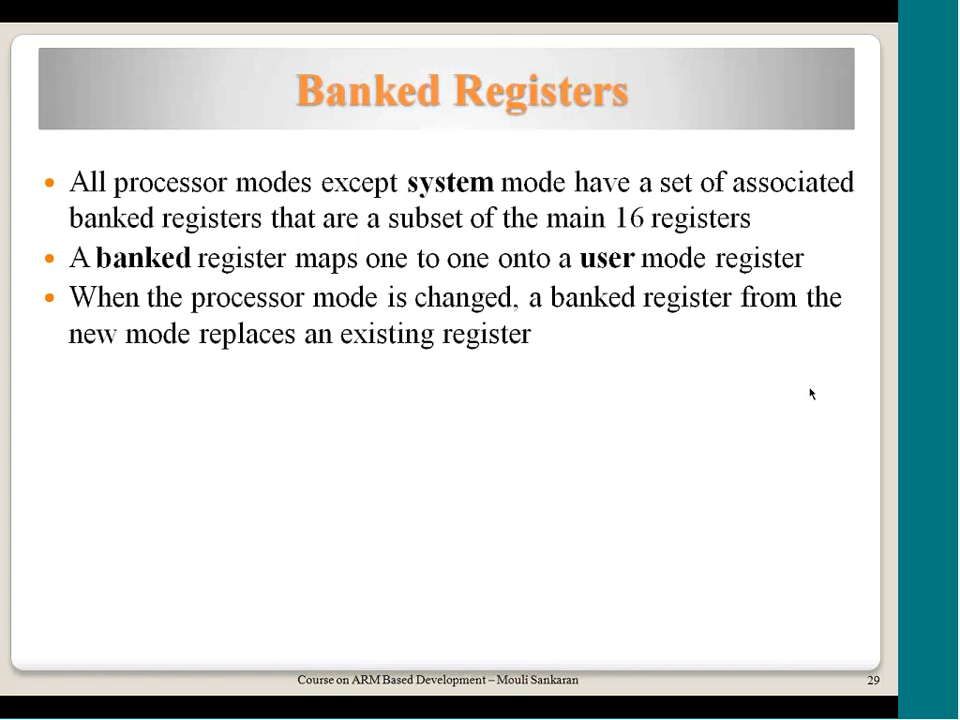 Banked Registers
• All processor modes except system mode have a set of associated
banked registers that are a subset of the main 16 registers
• A banked register maps one to one onto a user mode register
• When the processor mode is changed, a banked register from the
new mode replaces an existing register
Course on ARM Based Development – Mouli Sankaran
29